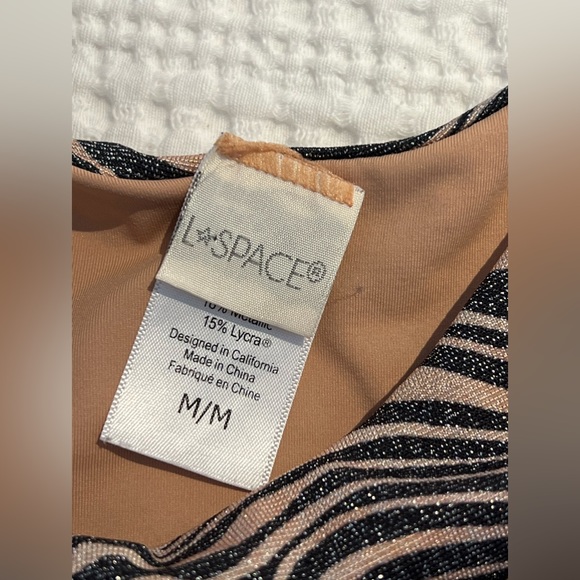 L☆SPACE®
15% Lycra®
Designed in California
Made in China
Fabriqué en Chine
M/M